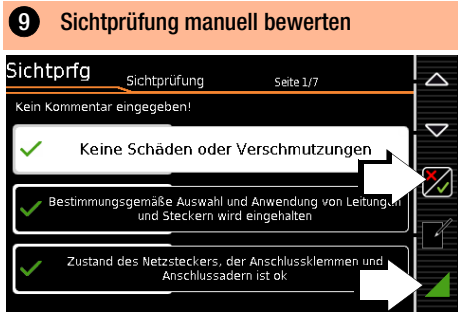 9 Sichtprüfung manuell bewerten
Sichtprfg
Sichtprüfung
Seite 1/7
Kein Kommentar eingegeben!
Keine Schäden oder Verschmutzungen
Bestimmungsgemäße Auswahl und Anwendung von Leitungen
und Steckern wird eingehalten
Zustand des Netzsteckers, der Anschlussklemmen und
Anschlussadern ist ok